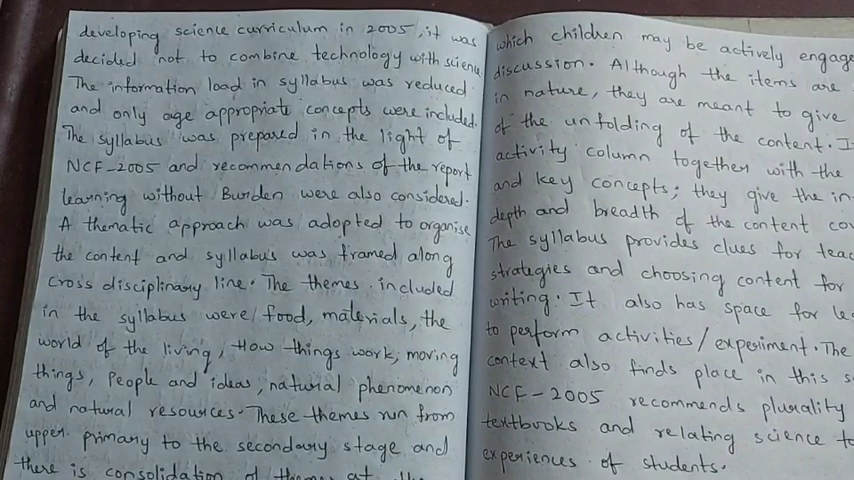 developing science curriculum in 2005, it was
decided not to combine technology with science
The information load in syllabus was reduced
and only age appropriate concepts were included.
The syllabus was prepared in the light of
NCF-2005 and recommendations of the report
learning without Burden were also considered.
A thematic approach was adopted to organise
the content and syllabus was framed along
cross disciplinary line. The themes included
in the syllabus were/ food, materials, the
world of the living, How things work, moving
things, People and ideas, natural phenomenon
and natural resources. These themes run from
upper primary to the secondary stage and
there is consolidation of themes at the
which children may be actively engage
discussion. Although the items are
in nature, they are meant to give
of the unfolding of the content. I
activity column together with the
and key concepts; they give the in
depth and breadth of the content co
The syllabus provides clues for teac
strategies and choosing content for
writing. It also has space for le
to perform activities/experiment. The
context also finds place in this s
NCF-2005 recommends plurality
textbooks and relating science to
experiences of students.